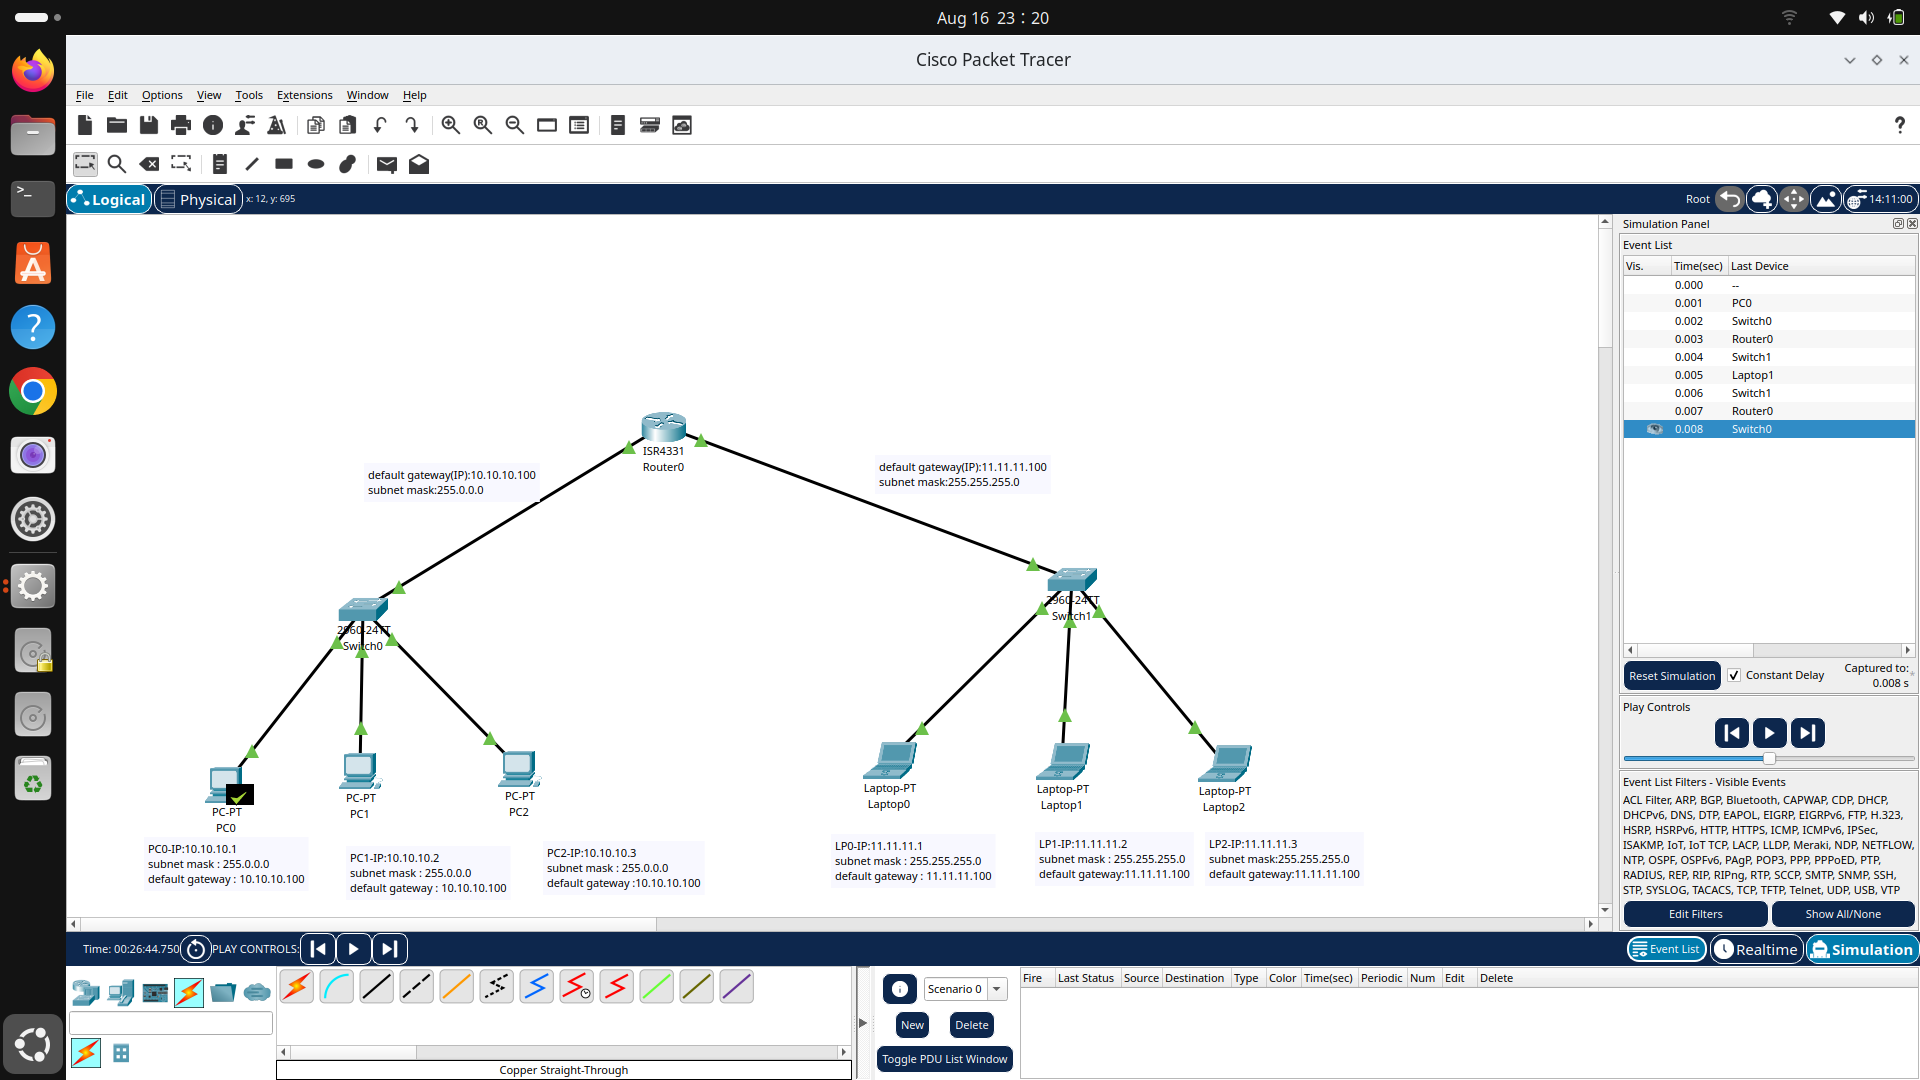 Aug 16 23 : 20
Cisco Packet Tracer
File Edit Options View Tools Extensions Window Help
Logical Physical x: 12, y: 695
Root 14:11:00
Simulation Panel
Event List
Vis. Time(sec) Last Device
0.000 --
0.001 PC0
0.002 Switch0
0.003 Router0
0.004 Switch1
0.005 Laptop1
0.006 Switch1
0.007 Router0
0.008 Switch0
Reset Simulation Constant Delay Captured to:
0.008 s
Play Controls
Event List Filters - Visible Events
ACL Filter, ARP, BGP, Bluetooth, CAPWAP, CDP, DHCP,
DHCPv6, DNS, DTP, EAPOL, EIGRP, EIGRPv6, FTP, H.323,
HSRP, HSRPv6, HTTP, HTTPS, ICMP, ICMPv6, IPSec,
ISAKMP, IoT, IoT TCP, LACP, LLDP, Meraki, NDP, NETFLOW,
NTP, OSPF, OSPFv6, PAgP, POP3, PPP, PPPoED, PTP,
RADIUS, REP, RIP, RIPng, RTP, SCCP, SMTP, SNMP, SSH,
STP, SYSLOG, TACACS, TCP, TFTP, Telnet, UDP, USB, VTP
Edit Filters Show All/None
ISR4331
Router0
default gateway(IP):10.10.10.100
subnet mask:255.0.0.0
default gateway(IP):11.11.11.100
subnet mask:255.255.255.0
2960-24TT
Switch0
2960-24TT
Switch1
PC-PT
PC0
PC-PT
PC1
PC-PT
PC2
Laptop-PT
Laptop0
Laptop-PT
Laptop1
Laptop-PT
Laptop2
PC0-IP:10.10.10.1
subnet mask : 255.0.0.0
default gateway : 10.10.10.100
PC1-IP:10.10.10.2
subnet mask : 255.0.0.0
default gateway : 10.10.10.100
PC2-IP:10.10.10.3
subnet mask : 255.0.0.0
default gateway :10.10.10.100
LP0-IP:11.11.11.1
subnet mask : 255.255.255.0
default gateway : 11.11.11.100
LP1-IP:11.11.11.2
subnet mask : 255.255.255.0
default gateway:11.11.11.100
LP2-IP:11.11.11.3
subnet mask:255.255.255.0
default gateway:11.11.11.100
Time: 00:26:44.750 PLAY CONTROLS:
Event List Realtime Simulation
Scenario 0
New Delete
Toggle PDU List Window
Fire Last Status Source Destination Type Color Time(sec) Periodic Num Edit Delete
Copper Straight-Through